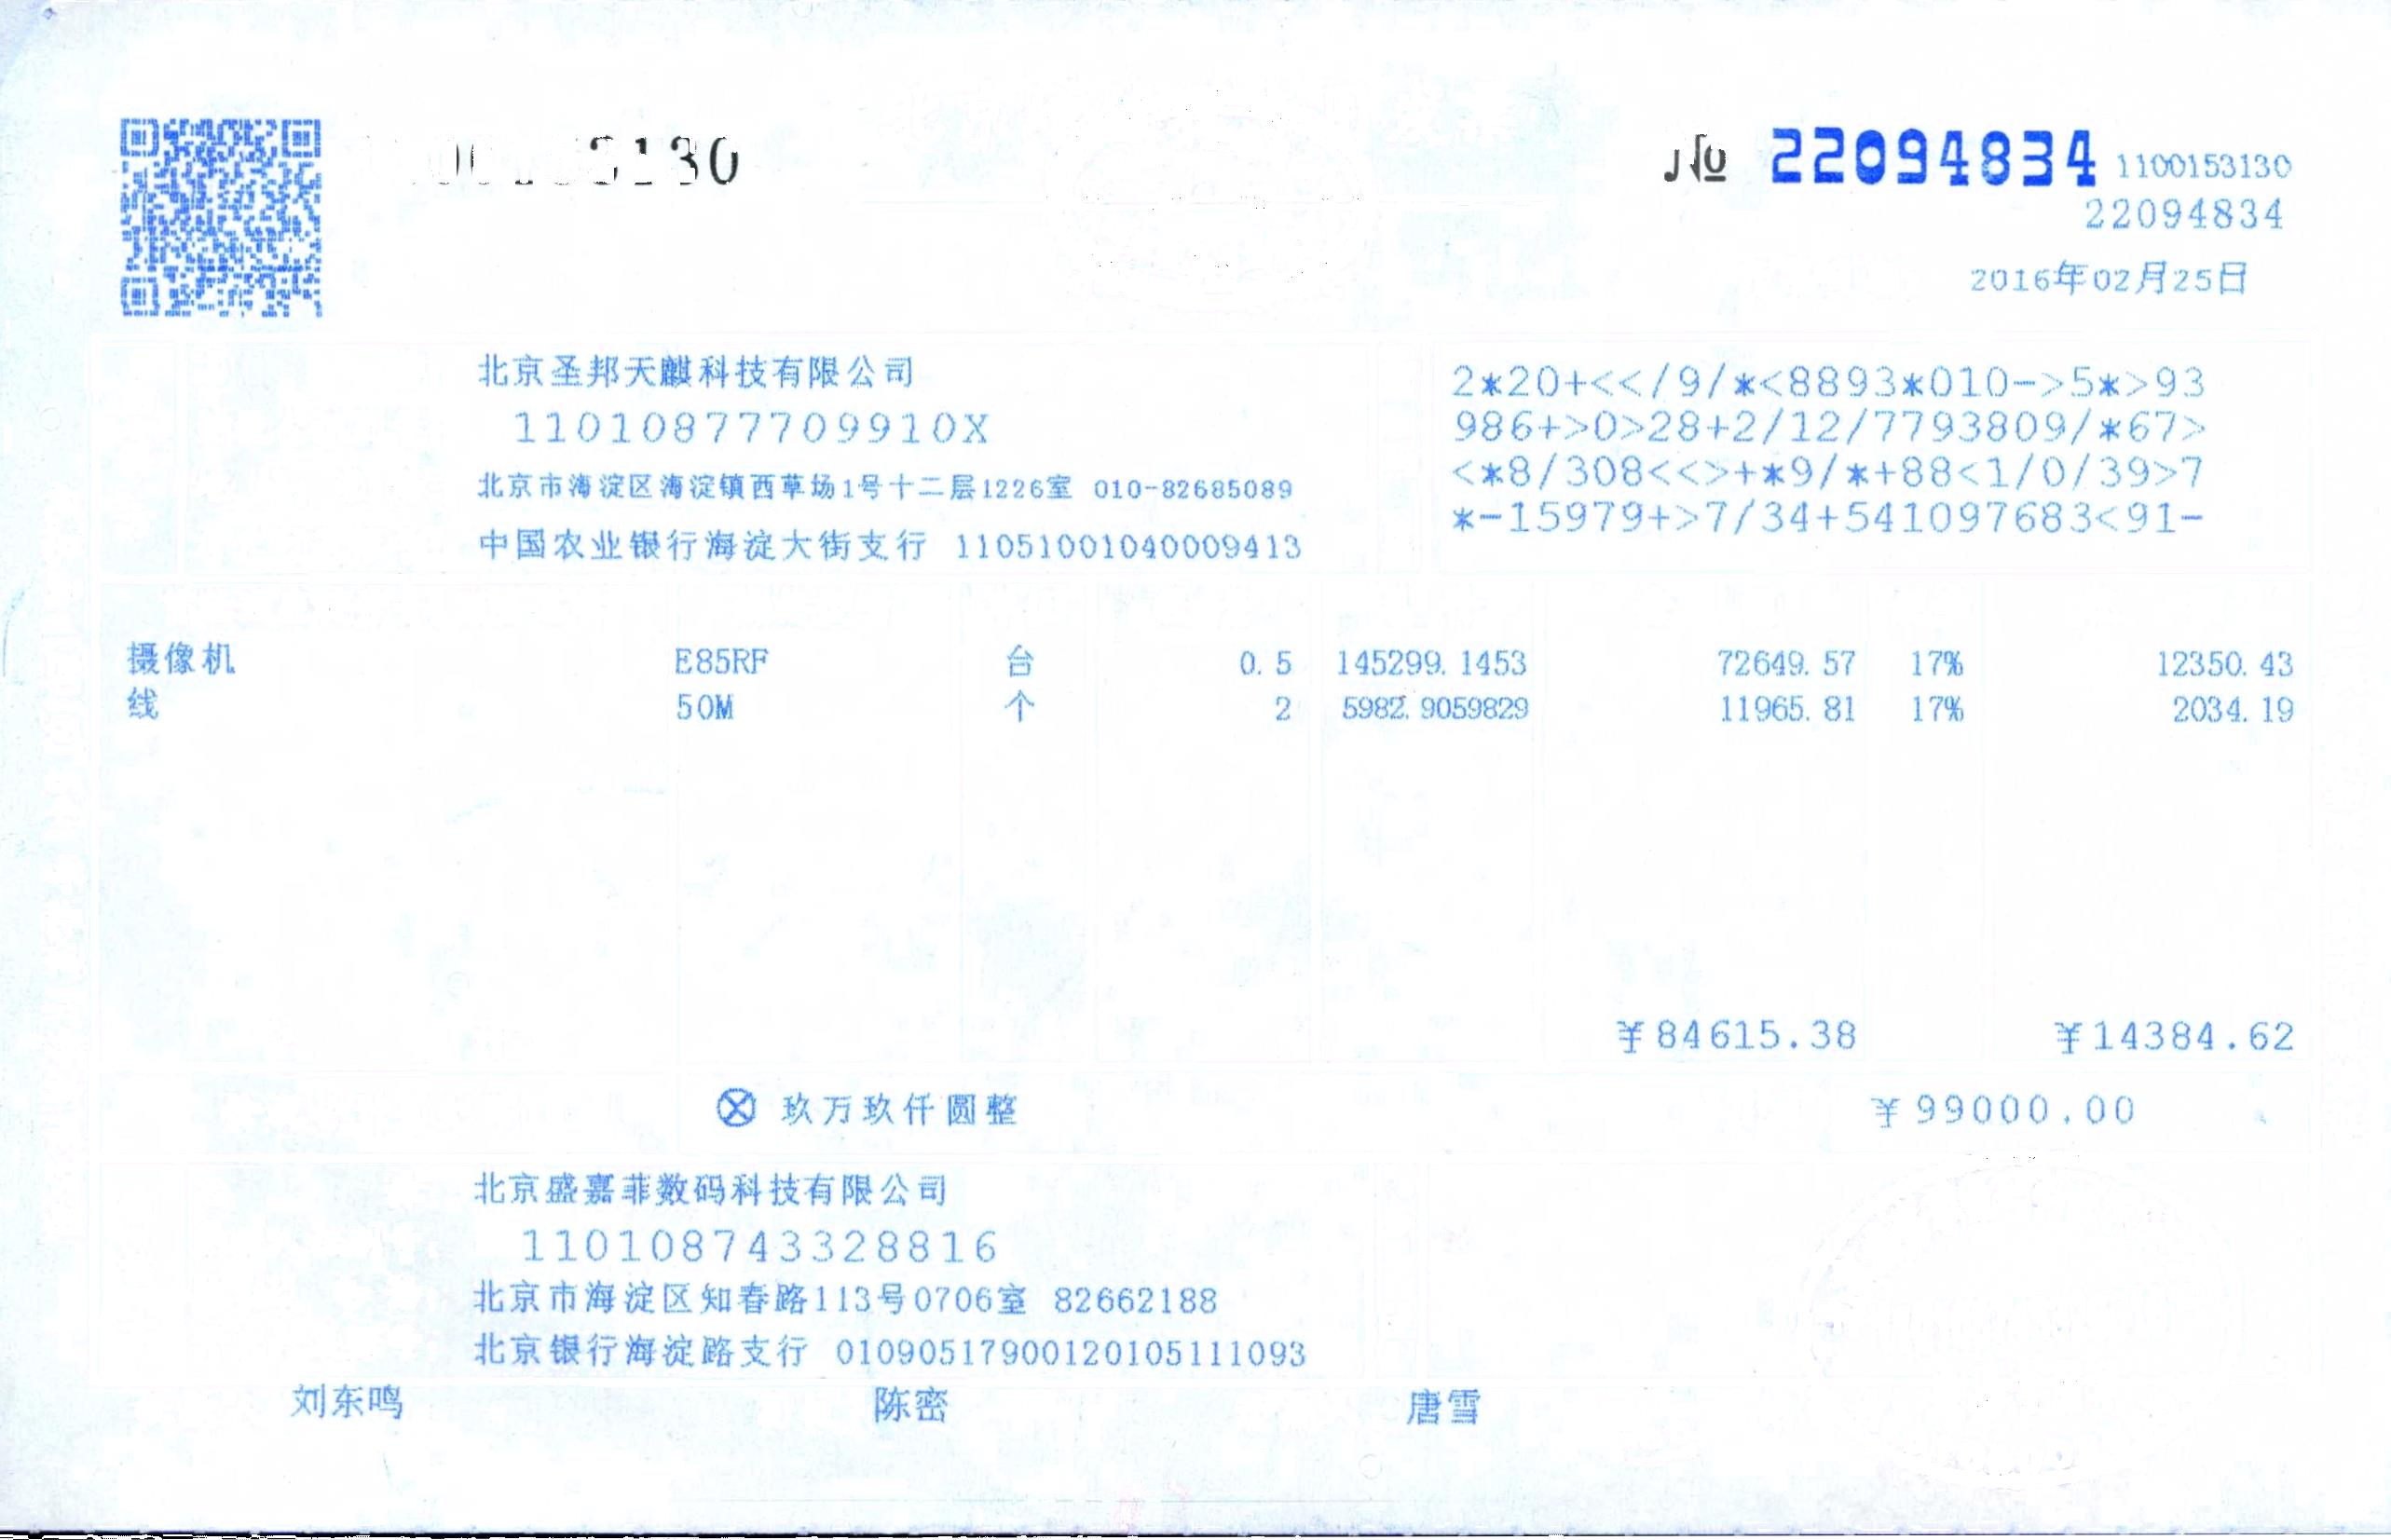 № 22094834 1100153130
22094834
2016年02月25日
北京圣邦天麒科技有限公司
11010877709910X
北京市海淀区海淀镇西草场1号十二层1226室 010-82685089
中国农业银行海淀大街支行 11051001040009413
2*20+<</9/*<8893*010->5*>93
986+>0>28+2/12/7793809/*67>
<*8/308<<>+*9/*+88<1/0/39>7
*-15979+>7/34+541097683<91-
摄像机 E85RF 台 0.5 145299.1453 72649.57 17% 12350.43
线 50M 个 2 5982.9059829 11965.81 17% 2034.19
¥84615.38 ¥14384.62
ⓧ 玖万玖仟圆整 ¥99000.00
北京盛嘉菲数码科技有限公司
110108743328816
北京市海淀区知春路113号0706室 82662188
北京银行海淀路支行 01090517900120105111093
刘东鸣 陈密 唐雪